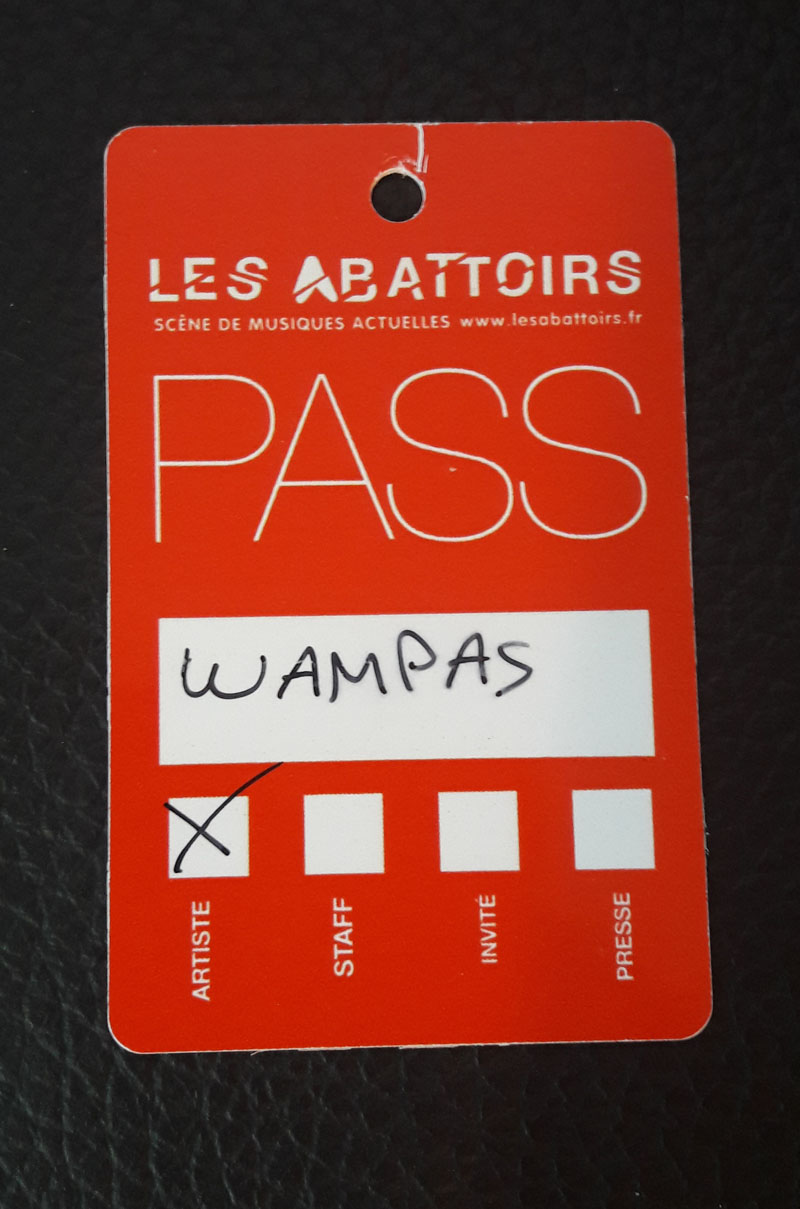 LES ABATTOIRS
SCÈNE DE MUSIQUES ACTUELLES www.lesabattoirs.fr
PASS
WAMPAS
X
ARTISTE STAFF INVITÉ PRESSE